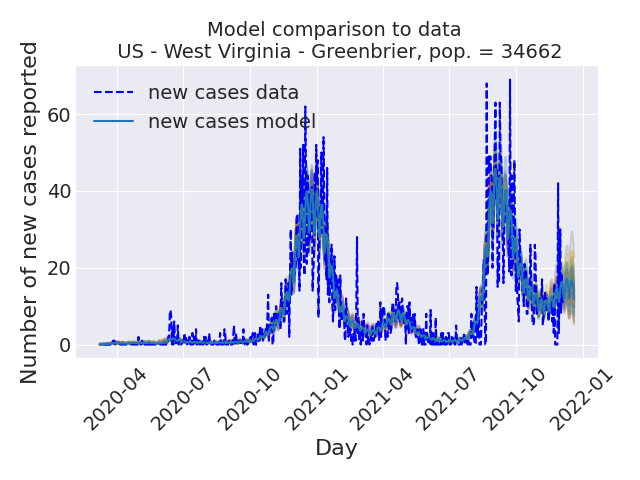 Model comparison to data
US - West Virginia - Greenbrier, pop. = 34662
new cases data
new cases model
Number of new cases reported
60
40
20
0
2020-04
2020-07
2020-10
2021-01
2021-04
2021-07
2021-10
2022-01
Day